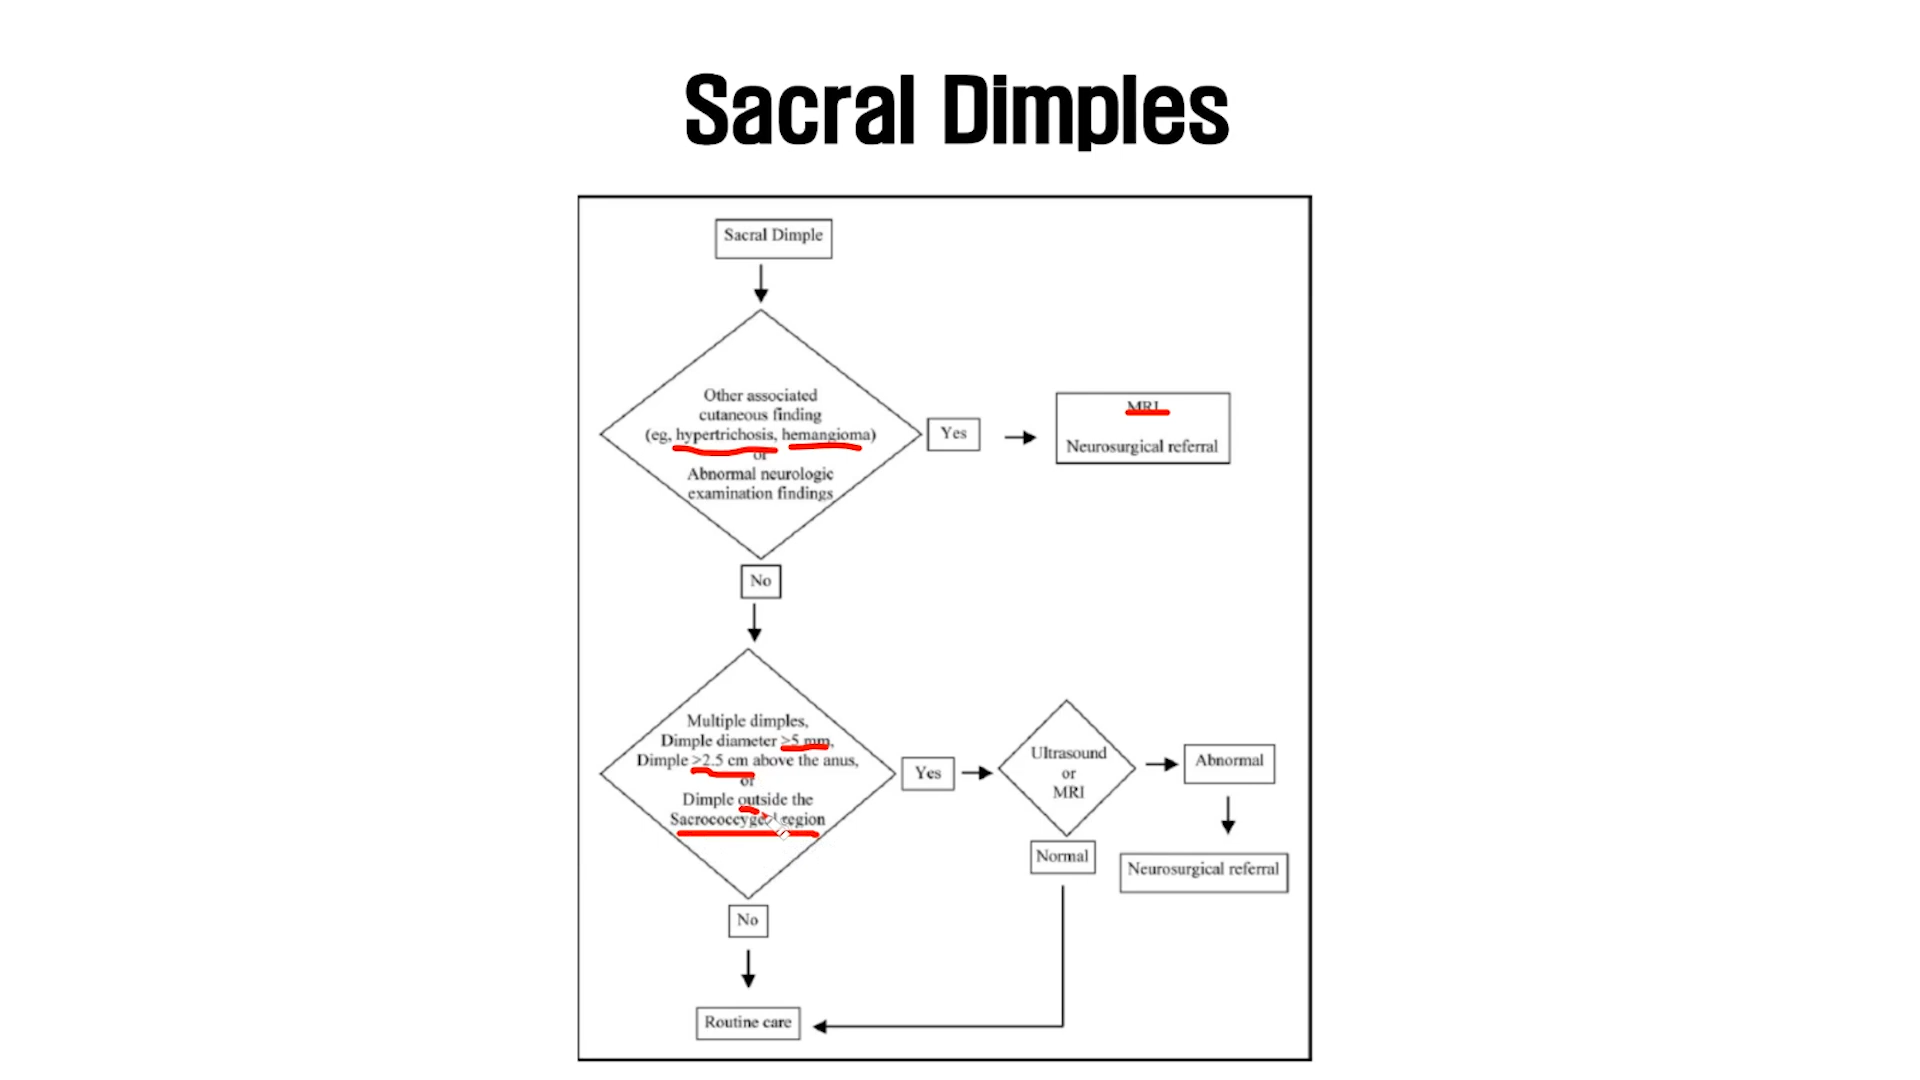 Sacral Dimples
Sacral Dimple
Other associated
cutaneous finding
(eg, hypertrichosis, hemangioma)
or
Abnormal neurologic
examination findings
Yes
MRI
Neurosurgical referral
No
Multiple dimples,
Dimple diameter >5 mm,
Dimple >2.5 cm above the anus,
or
Dimple outside the
Sacrococcygeal region
Yes
Ultrasound
or
MRI
Abnormal
Normal
Neurosurgical referral
No
Routine care